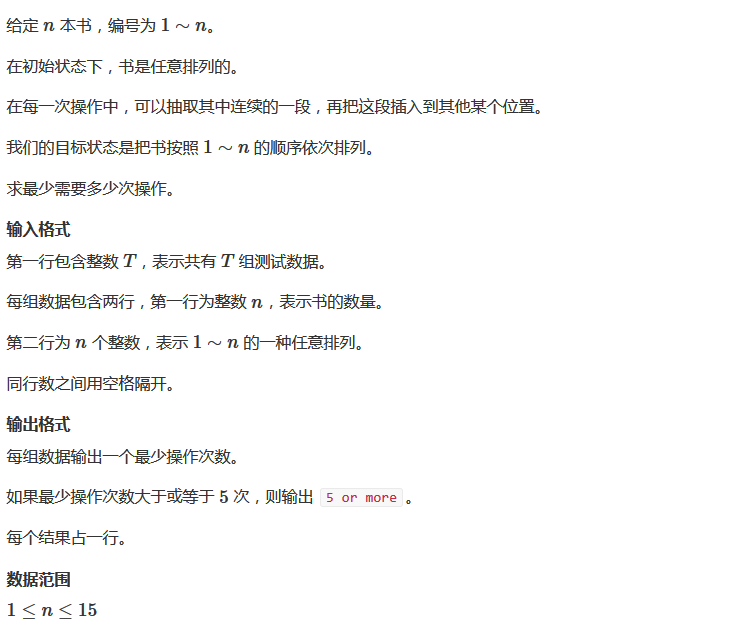 给定 n 本书，编号为 1 ∼ n。
在初始状态下，书是任意排列的。
在每一次操作中，可以抽取其中连续的一段，再把这段插入到其他某个位置。
我们的目标状态是把书按照 1 ∼ n 的顺序依次排列。
求最少需要多少次操作。
输入格式
第一行包含整数 T，表示共有 T 组测试数据。
每组数据包含两行，第一行为整数 n，表示书的数量。
第二行为 n 个整数，表示 1 ∼ n 的一种任意排列。
同行数之间用空格隔开。
输出格式
每组数据输出一个最少操作次数。
如果最少操作次数大于或等于 5 次，则输出 5 or more 。
每个结果占一行。
数据范围
1 ≤ n ≤ 15